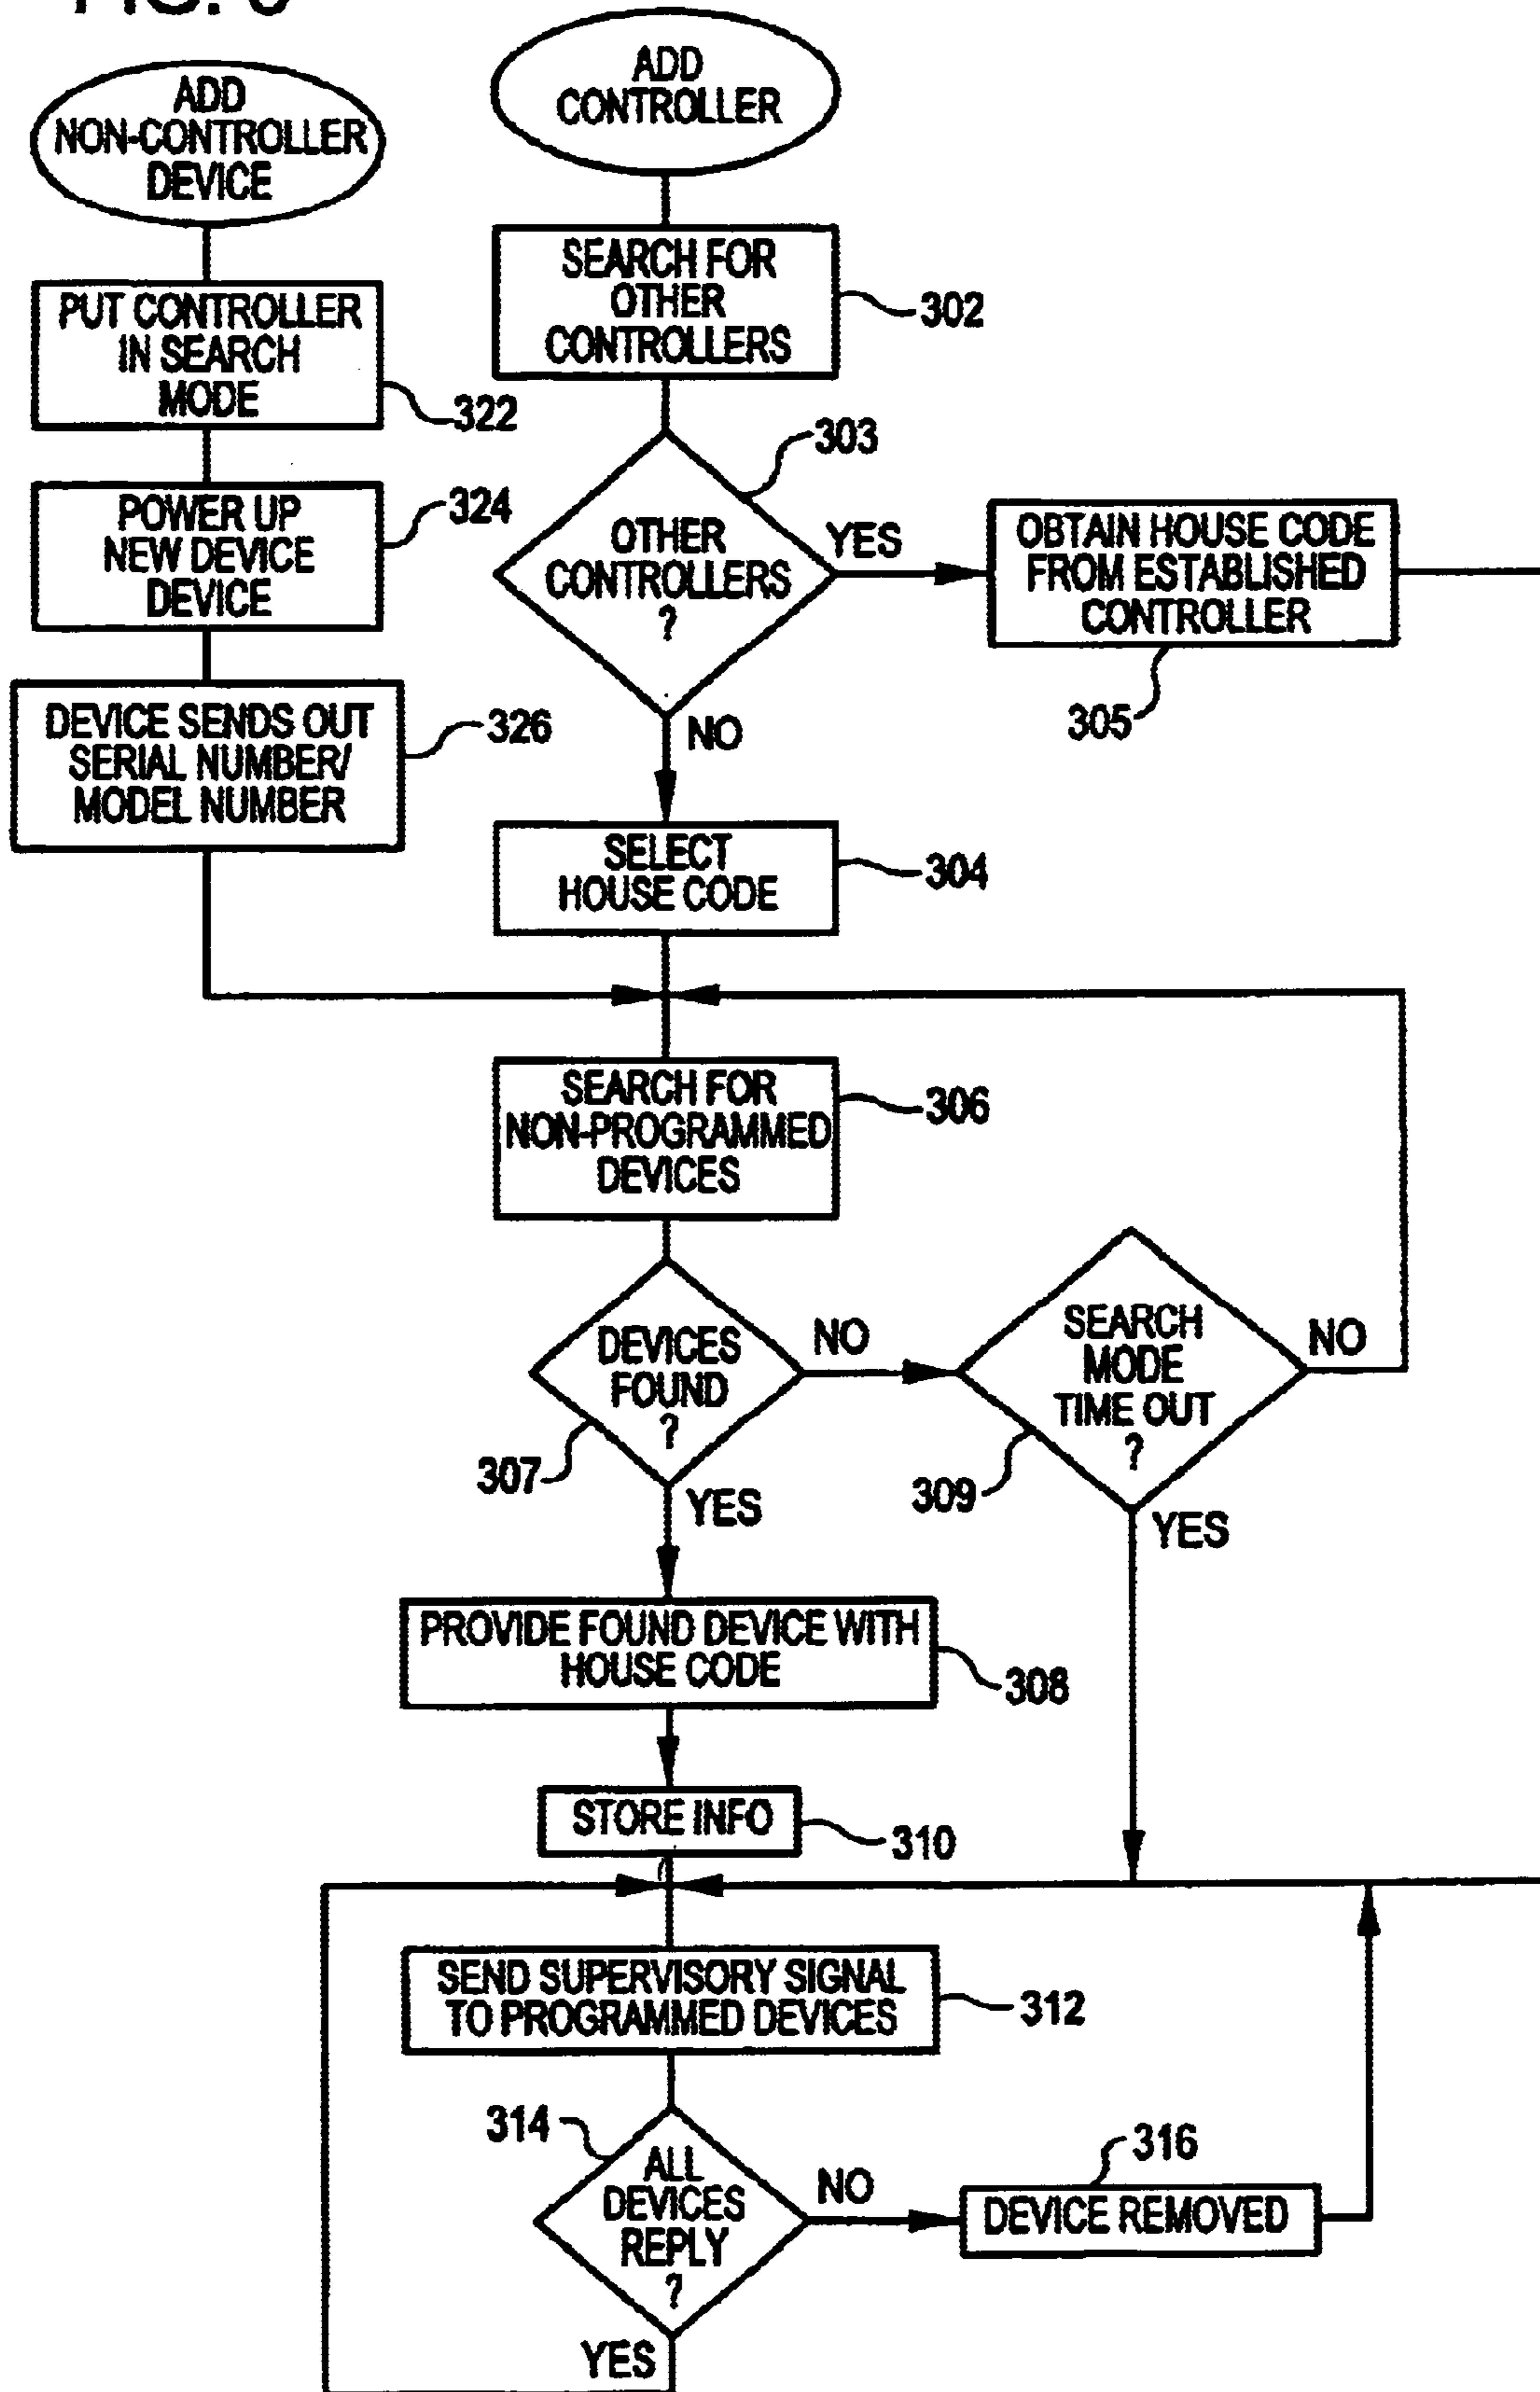 ADD
NON-CONTROLLER
DEVICE
ADD
CONTROLLER
PUT CONTROLLER
IN SEARCH
MODE
322
SEARCH FOR
OTHER
CONTROLLERS
302
303
POWER UP
NEW DEVICE
DEVICE
324
OTHER
CONTROLLERS
?
YES
OBTAIN HOUSE CODE
FROM ESTABLISHED
CONTROLLER
305
DEVICE SENDS OUT
SERIAL NUMBER/
MODEL NUMBER
326
NO
SELECT
HOUSE CODE
304
SEARCH FOR
NON-PROGRAMMED
DEVICES
306
DEVICES
FOUND
?
307
NO
SEARCH
MODE
TIME OUT
?
309
NO
YES
YES
PROVIDE FOUND DEVICE WITH
HOUSE CODE
308
STORE INFO
310
SEND SUPERVISORY SIGNAL
TO PROGRAMMED DEVICES
312
314
ALL
DEVICES
REPLY
?
NO
316
DEVICE REMOVED
YES